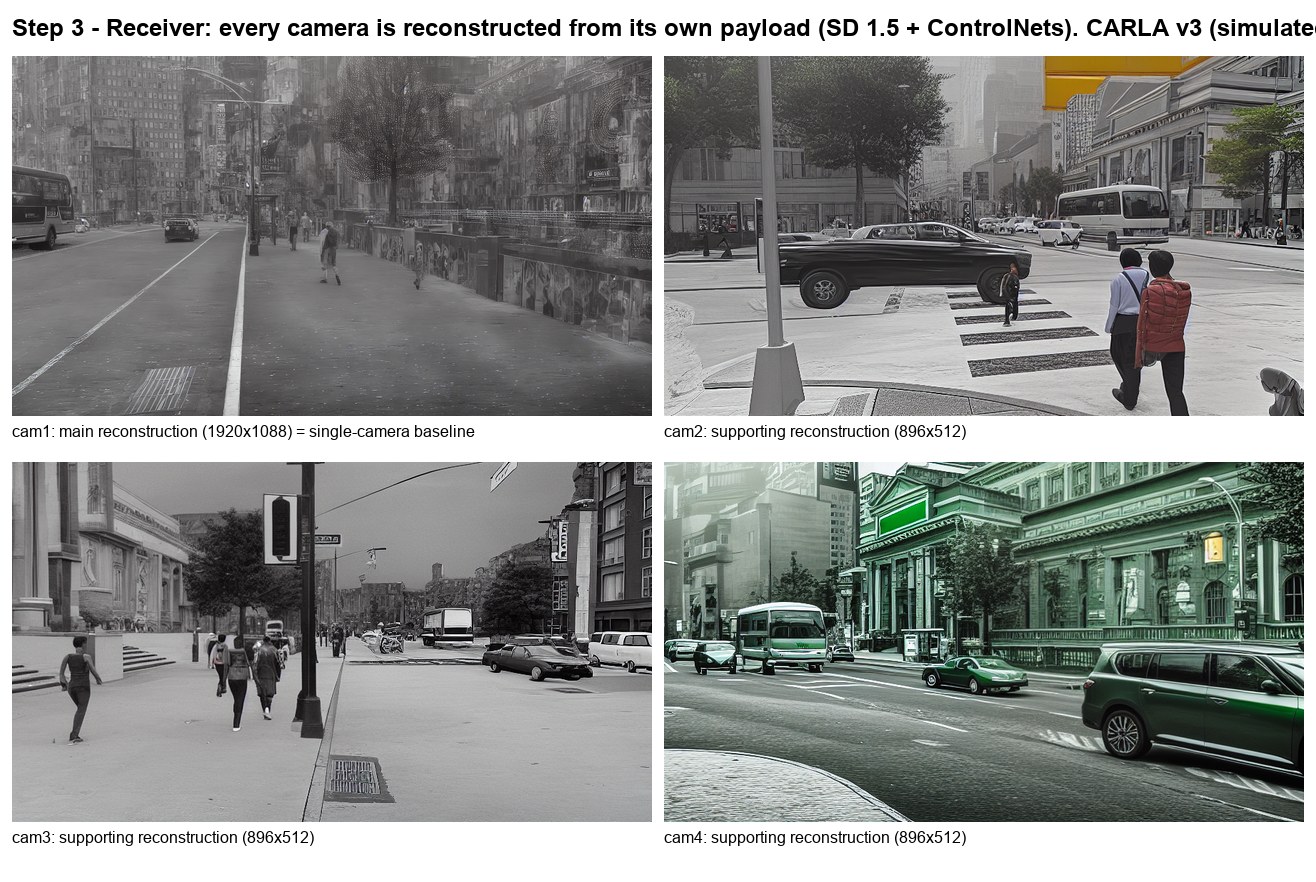 Step 3 - Receiver: every camera is reconstructed from its own payload (SD 1.5 + ControlNets). CARLA v3 (simulate
cam1: main reconstruction (1920x1088) = single-camera baseline
cam2: supporting reconstruction (896x512)
cam3: supporting reconstruction (896x512)
cam4: supporting reconstruction (896x512)